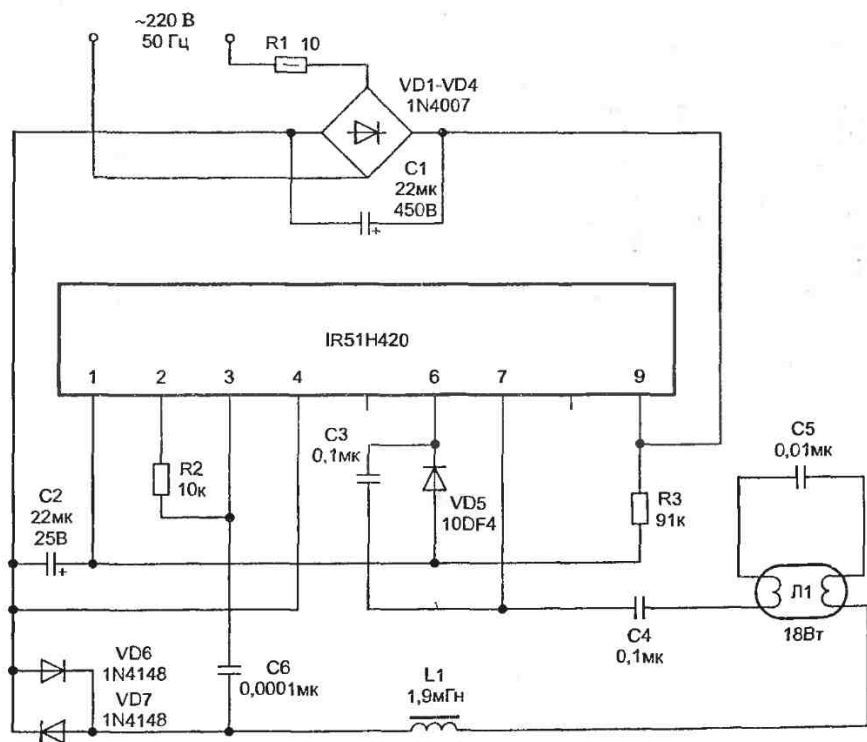 ~220 В
50 Гц
R1 10
VD1-VD4
1N4007
C1
22мк
450В
+
IR51H420
1 2 3 4 6 7 9
C3
0,1мк
C5
0,01мк
R2
10к
C2
22мк
25В
+
VD5
10DF4
R3
91к
Л1
18Вт
C4
0,1мк
VD6
1N4148
VD7
1N4148
C6
0,0001мк
L1
1,9мГн